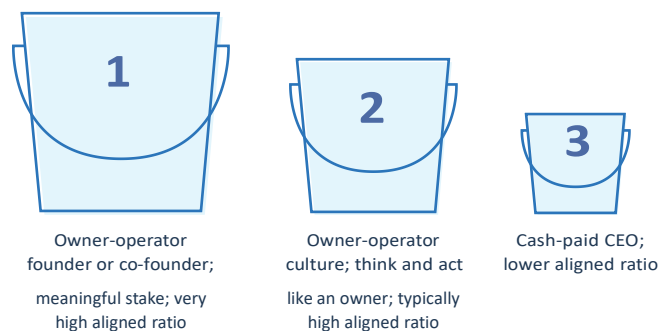 1
Owner-operator
founder or co-founder;
meaningful stake; very
high aligned ratio
2
Owner-operator
culture; think and act
like an owner; typically
high aligned ratio
3
Cash-paid CEO;
lower aligned ratio